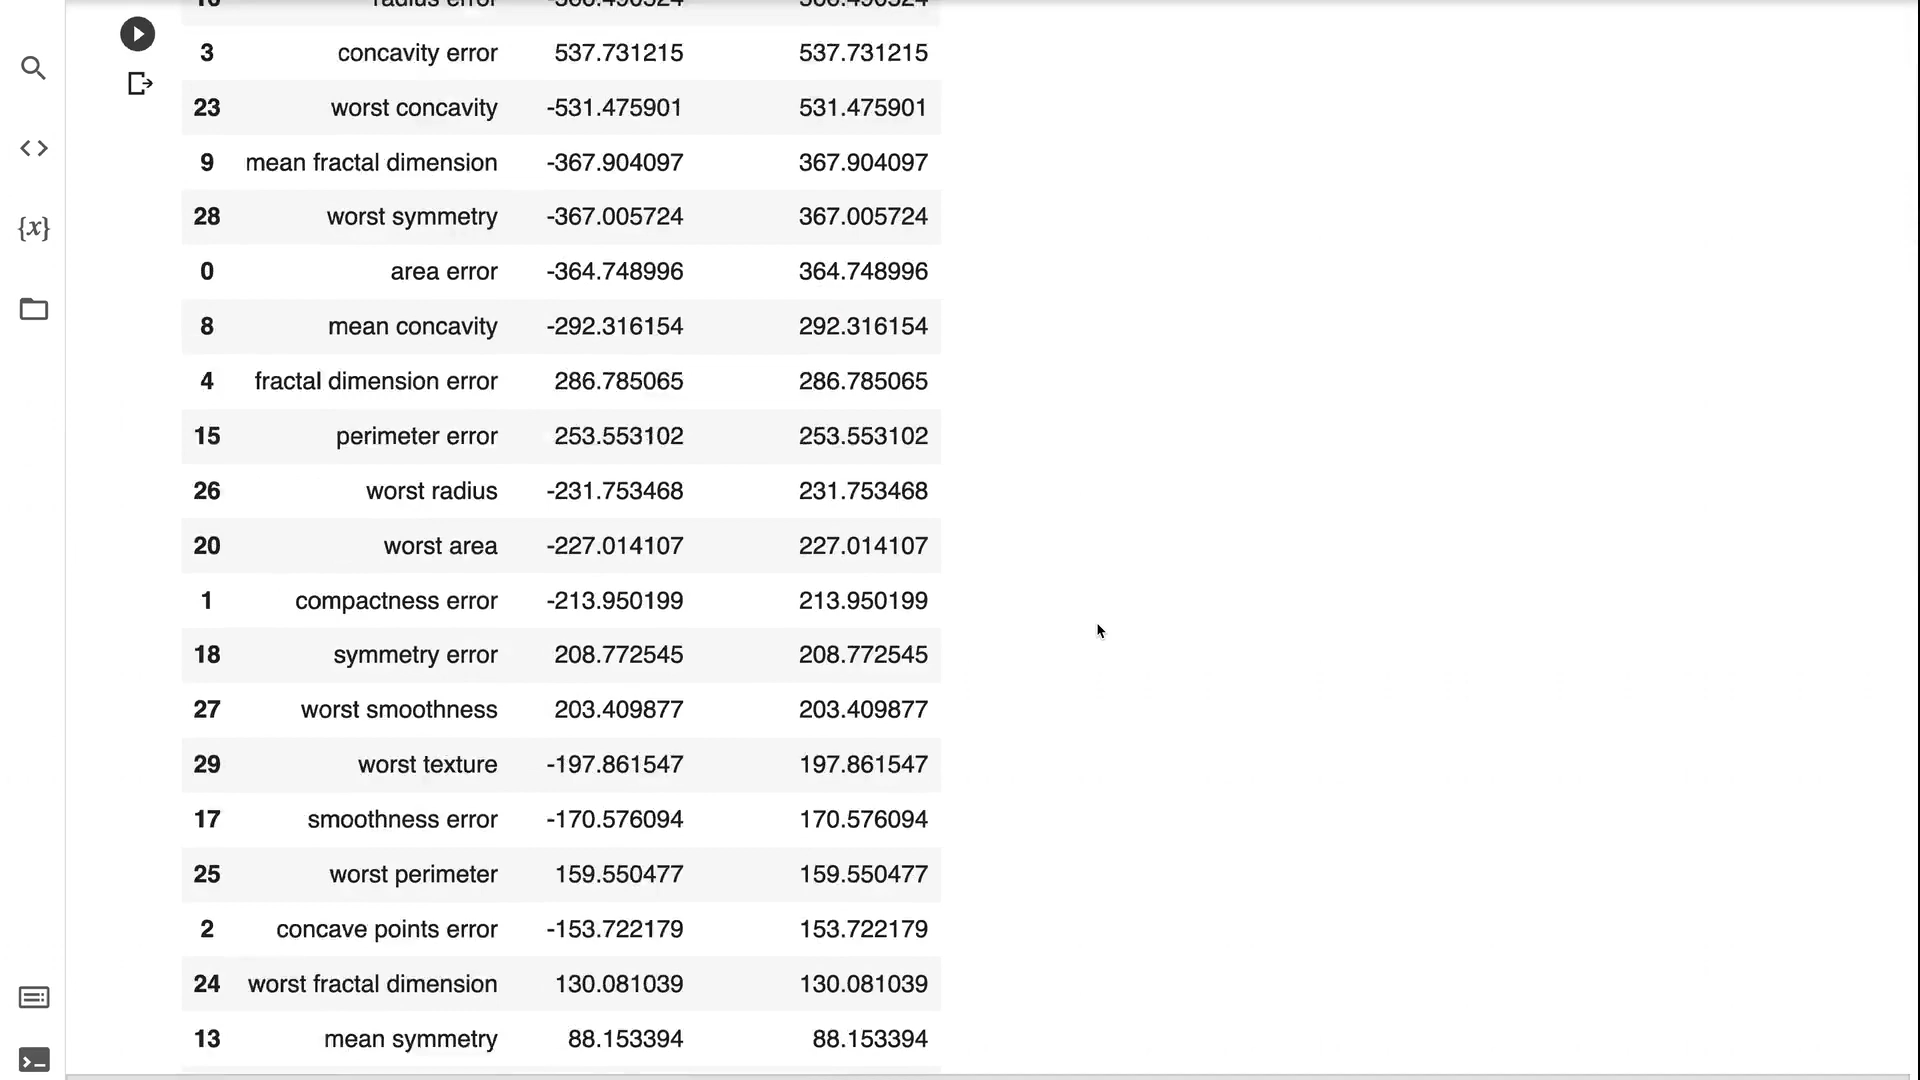 3 concavity error 537.731215 537.731215
23 worst concavity -531.475901 531.475901
9 mean fractal dimension -367.904097 367.904097
28 worst symmetry -367.005724 367.005724
0 area error -364.748996 364.748996
8 mean concavity -292.316154 292.316154
4 fractal dimension error 286.785065 286.785065
15 perimeter error 253.553102 253.553102
26 worst radius -231.753468 231.753468
20 worst area -227.014107 227.014107
1 compactness error -213.950199 213.950199
18 symmetry error 208.772545 208.772545
27 worst smoothness 203.409877 203.409877
29 worst texture -197.861547 197.861547
17 smoothness error -170.576094 170.576094
25 worst perimeter 159.550477 159.550477
2 concave points error -153.722179 153.722179
24 worst fractal dimension 130.081039 130.081039
13 mean symmetry 88.153394 88.153394